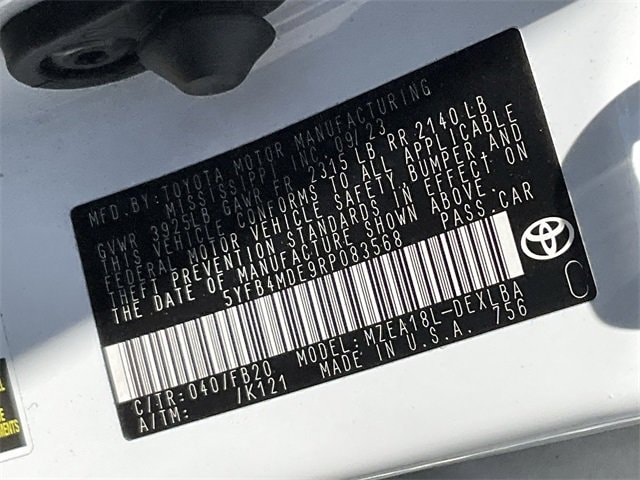 MFD.BY: TOYOTA MOTOR MANUFACTURING
MISSISSIPPI, INC. 09/23
GVWR 3925LB GAWR FR 2315 LB RR 2140 LB
THIS VEHICLE CONFORMS TO ALL APPLICABLE
FEDERAL MOTOR VEHICLE SAFETY, BUMPER, AND
THEFT PREVENTION STANDARDS IN EFFECT ON
THE DATE OF MANUFACTURE SHOWN ABOVE.
5YFB4MDE9RP083568 PASS.CAR
C/TR: 040/FB20 MODEL: MZEA18L-DEXLBA
A/TM: /K121 MADE IN U.S.A. 756
C